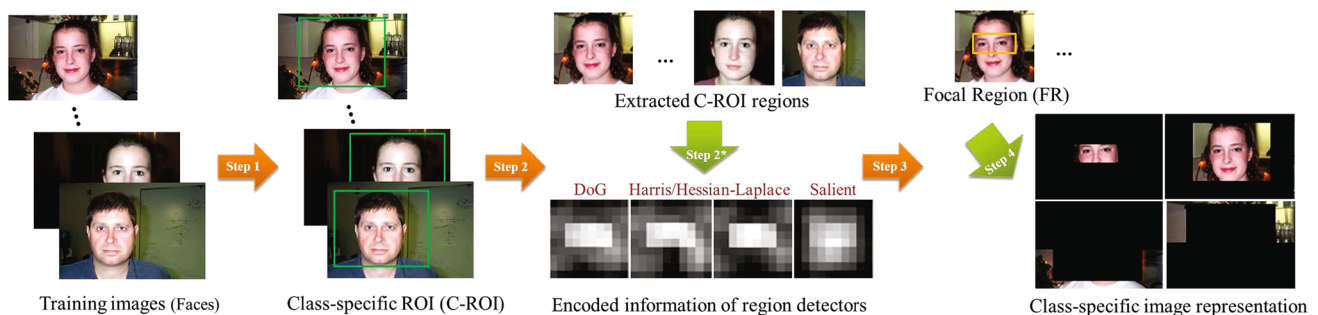 Training images (Faces)
Step 1
Class-specific ROI (C-ROI)
Step 2
...
Extracted C-ROI regions
Step 2*
DoG Harris/Hessian-Laplace Salient
Encoded information of region detectors
Step 3
...
Focal Region (FR)
Step 4
Class-specific image representation